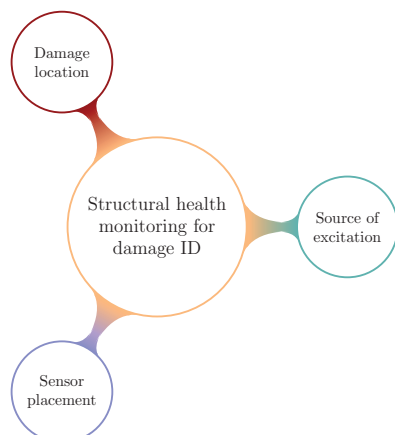 Damage
location
Structural health
monitoring for
damage ID
Source of
excitation
Sensor
placement